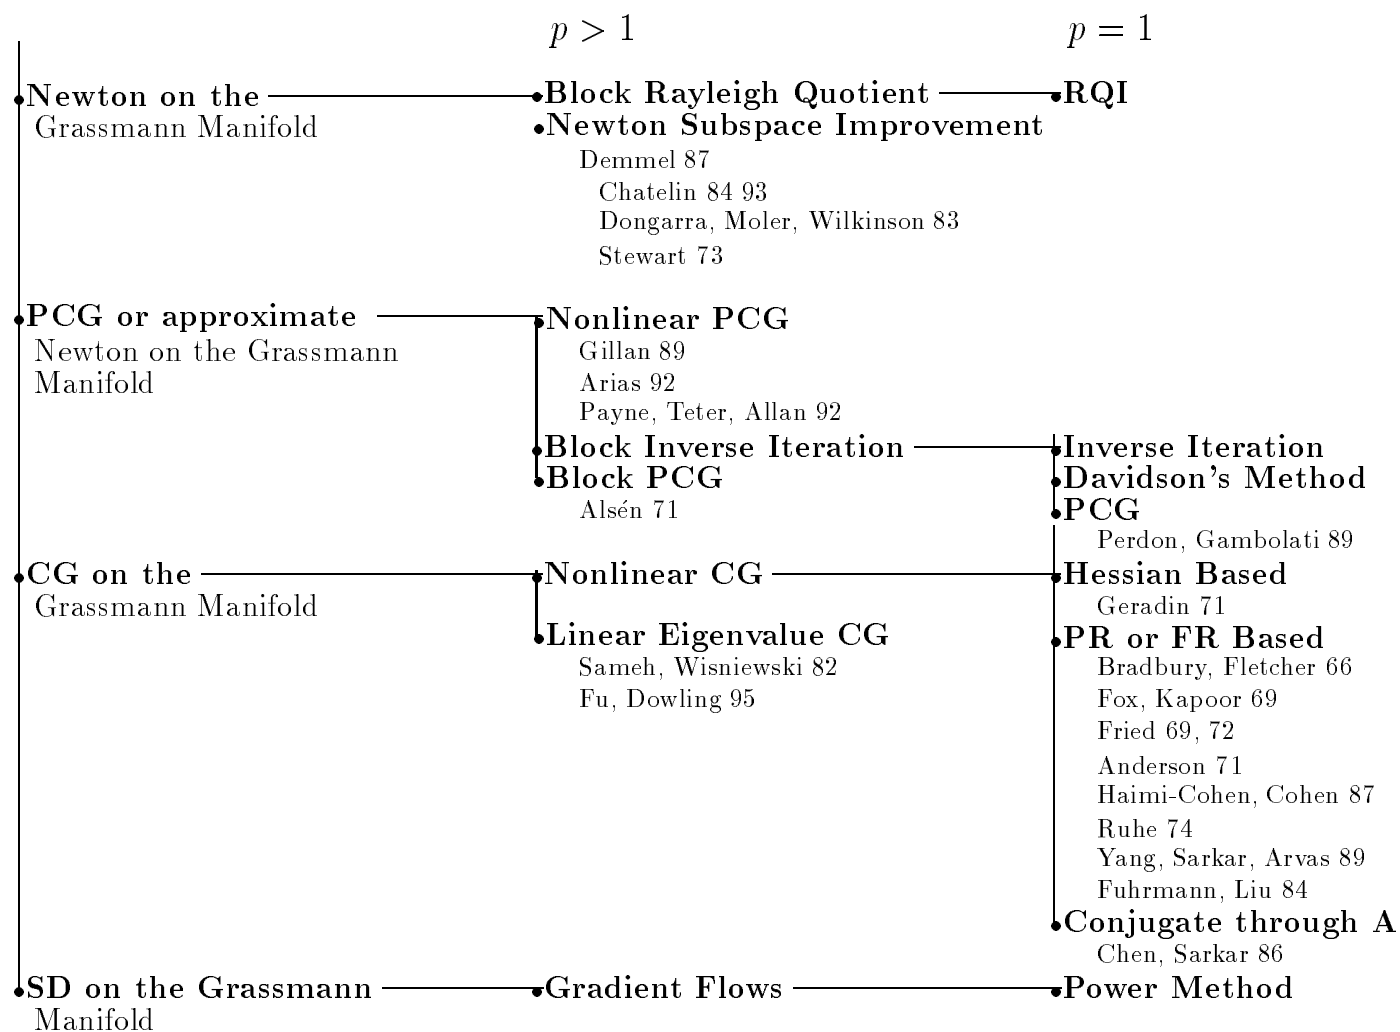 p > 1
p = 1
Newton on the
Grassmann Manifold
Block Rayleigh Quotient
RQI
Newton Subspace Improvement
Demmel 87
Chatelin 84 93
Dongarra, Moler, Wilkinson 83
Stewart 73
PCG or approximate
Newton on the Grassmann
Manifold
Nonlinear PCG
Gillan 89
Arias 92
Payne, Teter, Allan 92
Block Inverse Iteration
Block PCG
Alsén 71
Inverse Iteration
Davidson's Method
PCG
Perdon, Gambolati 89
CG on the
Grassmann Manifold
Nonlinear CG
Linear Eigenvalue CG
Sameh, Wisniewski 82
Fu, Dowling 95
Hessian Based
Geradin 71
PR or FR Based
Bradbury, Fletcher 66
Fox, Kapoor 69
Fried 69, 72
Anderson 71
Haimi-Cohen, Cohen 87
Ruhe 74
Yang, Sarkar, Arvas 89
Fuhrmann, Liu 84
Conjugate through A
Chen, Sarkar 86
SD on the Grassmann
Manifold
Gradient Flows
Power Method